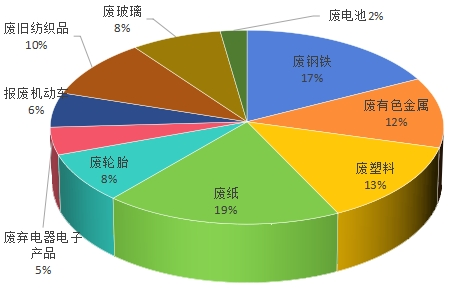 废玻璃
8%
废电池2%
废旧纺织品
10%
废钢铁
17%
报废机动车
6%
废有色金属
12%
废轮胎
8%
废塑料
13%
废纸
19%
废弃电器电子
产品
5%